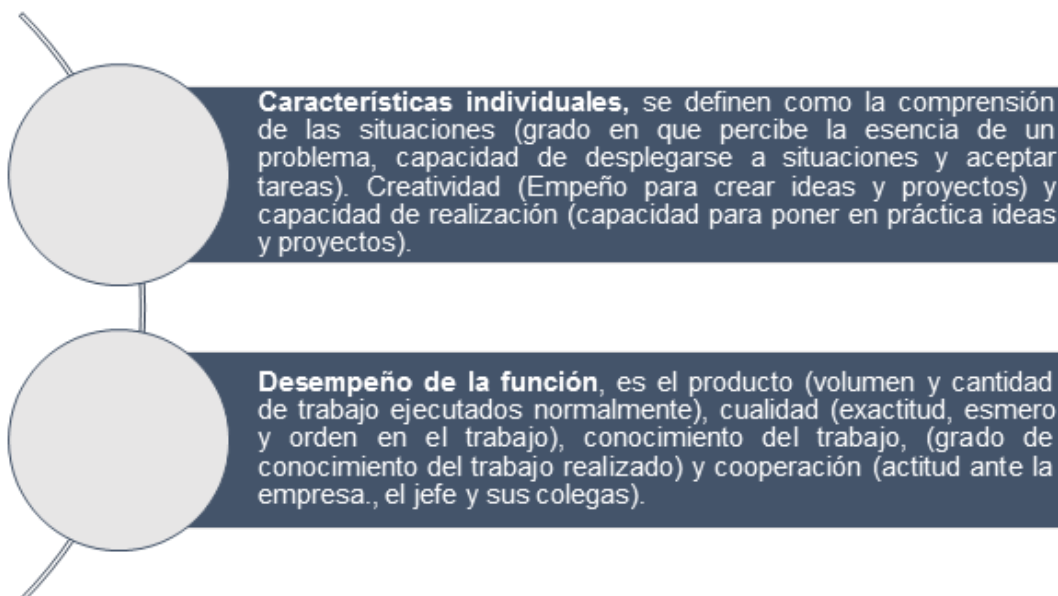 Características individuales, se definen como la comprensión
de las situaciones (grado en que percibe la esencia de un
problema, capacidad de desplegarse a situaciones y aceptar
tareas). Creatividad (Empeño para crear ideas y proyectos) y
capacidad de realización (capacidad para poner en práctica ideas
y proyectos).
Desempeño de la función, es el producto (volumen y cantidad
de trabajo ejecutados normalmente), cualidad (exactitud, esmero
y orden en el trabajo), conocimiento del trabajo, (grado de
conocimiento del trabajo realizado) y cooperación (actitud ante la
empresa., el jefe y sus colegas).